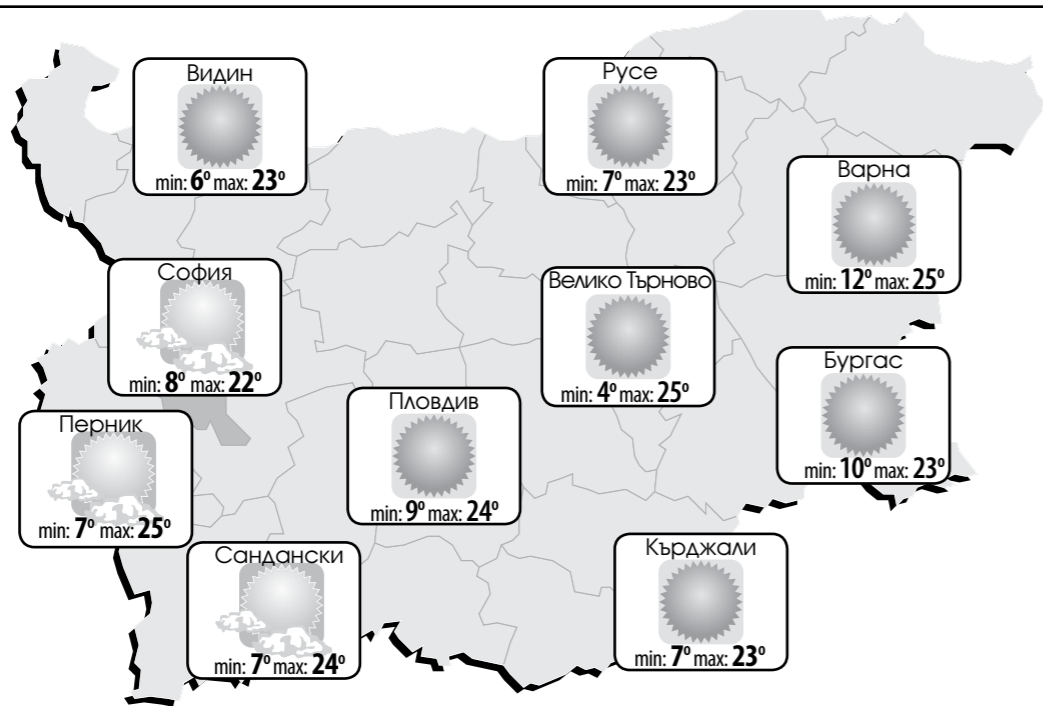 Видин
min: 6° max: 23°
Русе
min: 7° max: 23°
Варна
min: 12° max: 25°
София
min: 8° max: 22°
Велико Търново
min: 4° max: 25°
Бургас
min: 10° max: 23°
Пловдив
min: 9° max: 24°
Перник
min: 7° max: 25°
Сандански
min: 7° max: 24°
Кърджали
min: 7° max: 23°